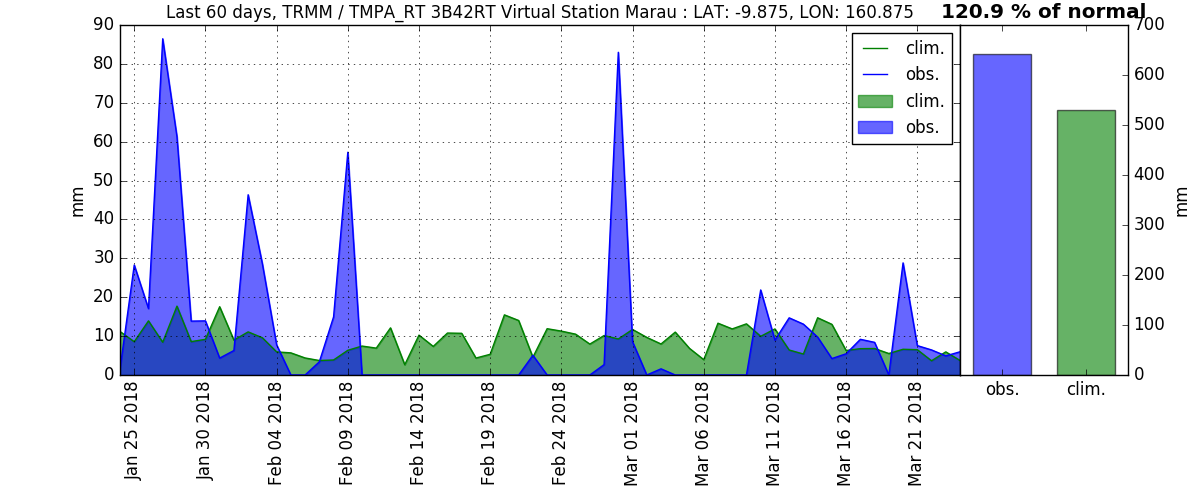 Last 60 days, TRMM / TMPA_RT 3B42RT Virtual Station Marau : LAT: -9.875, LON: 160.875
120.9 % of normal
90
80
70
60
50
40
30
20
10
0
mm
clim.
obs.
clim.
obs.
700
600
500
400
300
200
100
0
mm
Jan 25 2018
Jan 30 2018
Feb 04 2018
Feb 09 2018
Feb 14 2018
Feb 19 2018
Feb 24 2018
Mar 01 2018
Mar 06 2018
Mar 11 2018
Mar 16 2018
Mar 21 2018
obs.
clim.